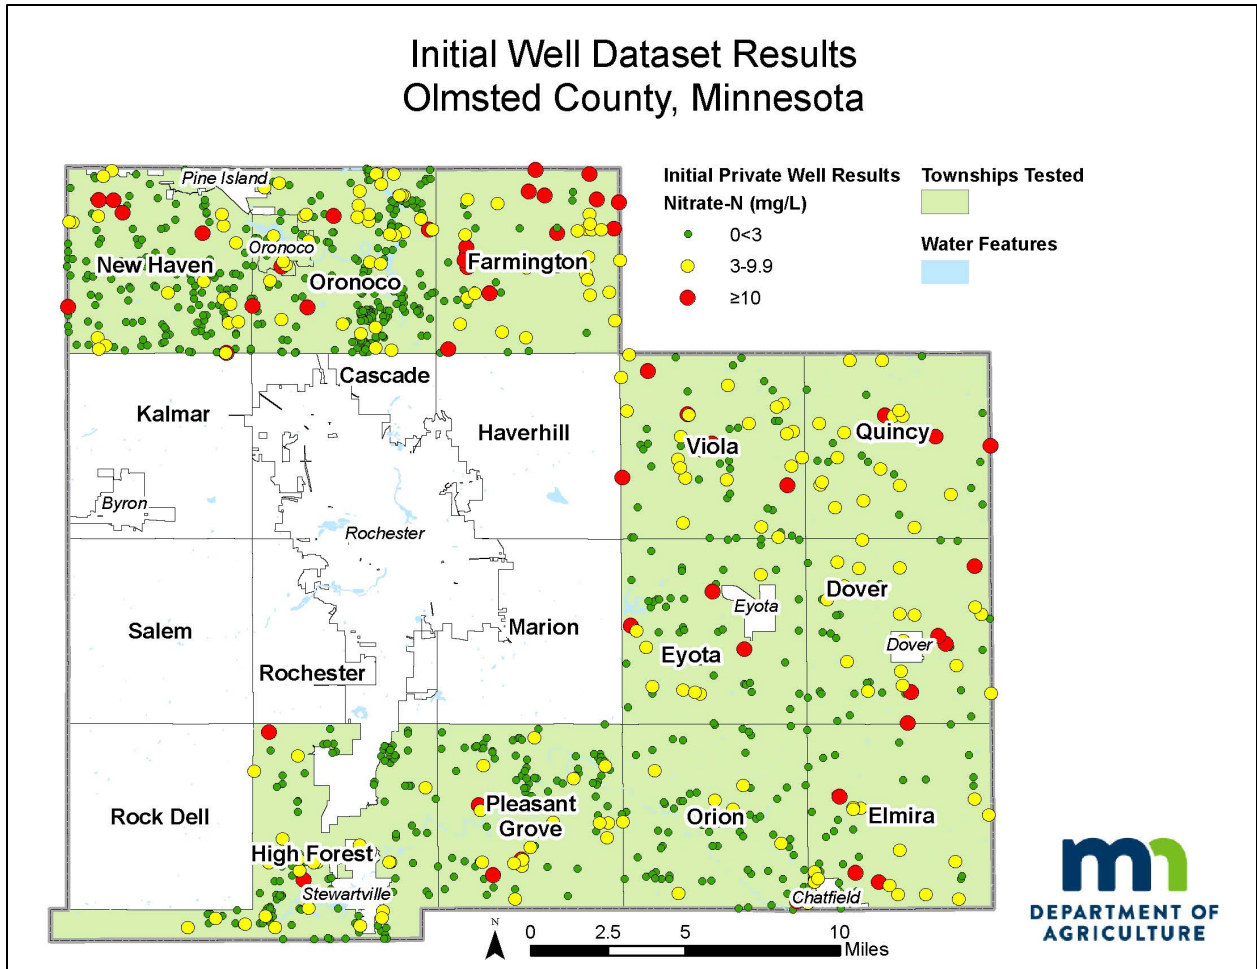 Initial Well Dataset Results
Olmsted County, Minnesota
Initial Private Well Results
Nitrate-N (mg/L)
0<3
3-9.9
≥10
Townships Tested
Water Features
Pine Island
Oronoco
New Haven
Oronoco
Farmington
Cascade
Kalmar
Haverhill
Viola
Quincy
Byron
Rochester
Salem
Marion
Rochester
Eyota
Eyota
Dover
Dover
Rock Dell
High Forest
Stewartville
Pleasant
Grove
Orion
Elmira
Chatfield
N
0 2.5 5 10
Miles
mn
DEPARTMENT OF
AGRICULTURE